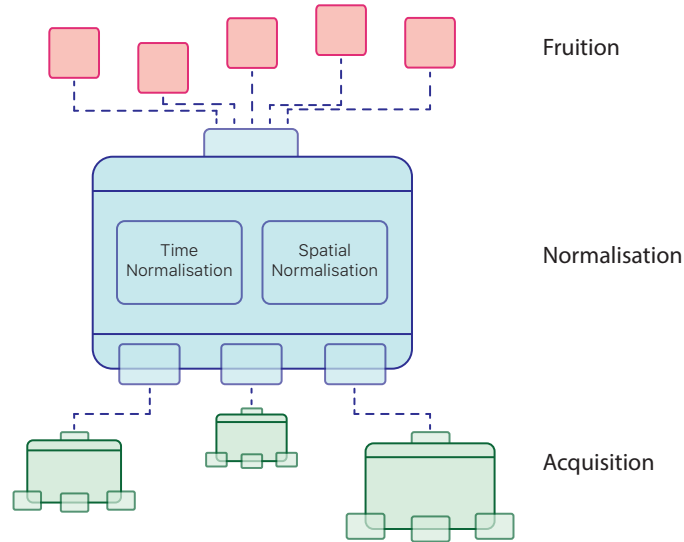 Fruition
Time
Normalisation
Spatial
Normalisation
Normalisation
Acquisition